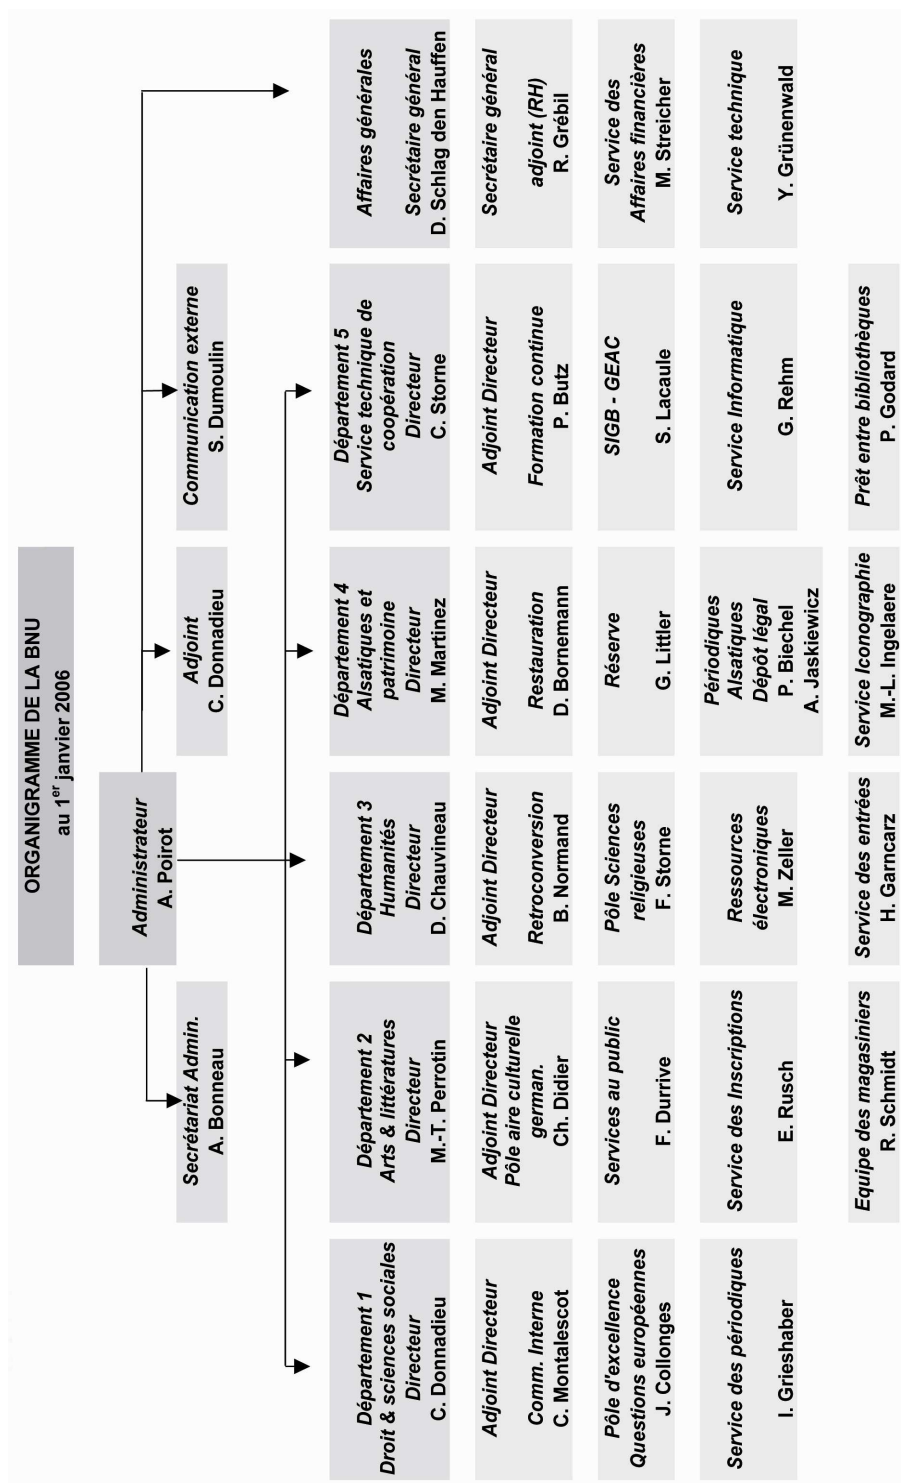 ORGANIGRAMME DE LA BNU
au 1er janvier 2006
Administrateur
A. Poirot
Secrétariat Admin.
A. Bonneau
Adjoint
C. Donnadieu
Communication externe
S. Dumoulin
Département 1
Droit & sciences sociales
Directeur
C. Donnadieu
Département 2
Arts & littératures
Directeur
M.-T. Perrotin
Département 3
Humanités
Directeur
D. Chauvineau
Département 4
Alsatiques et
patrimoine
Directeur
M. Martinez
Département 5
Service technique de
coopération
Directeur
C. Storne
Affaires générales
Secrétaire général
D. Schlag den Hauffen
Adjoint Directeur
Comm. Interne
C. Montalescot
Adjoint Directeur
Pôle aire culturelle
german.
Ch. Didier
Adjoint Directeur
Retroconversion
B. Normand
Adjoint Directeur
Restauration
D. Bornemann
Adjoint Directeur
Formation continue
P. Butz
Secrétaire général
adjoint (RH)
R. Grébil
Pôle d'excellence
Questions européennes
J. Collonges
Services au public
F. Durrive
Pôle Sciences
religieuses
F. Storne
Réserve
G. Littler
SIGB - GEAC
S. Lacaule
Service des
Affaires financières
M. Streicher
Service des périodiques
I. Grieshaber
Service des Inscriptions
E. Rusch
Ressources
électroniques
M. Zeller
Périodiques
Alsatiques
Dépôt légal
P. Biechel
A. Jaskiewicz
Service Informatique
G. Rehm
Service technique
Y. Grünenwald
Equipe des magasiniers
R. Schmidt
Service des entrées
H. Garncarz
Service Iconographie
M.-L. Ingelaere
Prêt entre bibliothèques
P. Godard